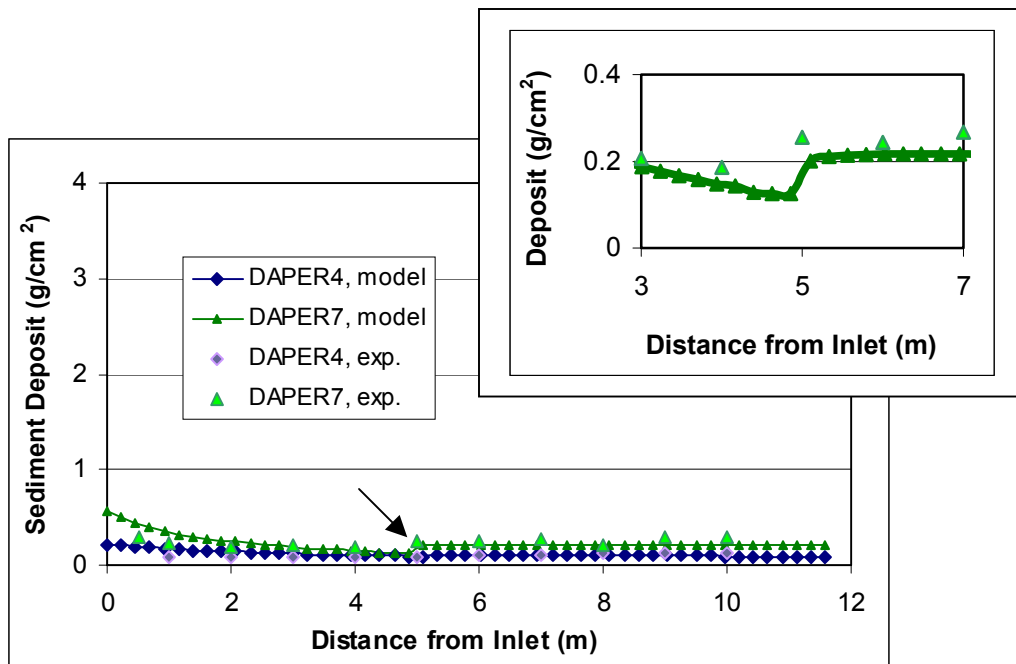 Sediment Deposit (g/cm²)
4
3
2
1
0
0 2 4 6 8 10 12
Distance from Inlet (m)
DAPER4, model
DAPER7, model
DAPER4, exp.
DAPER7, exp.
Deposit (g/cm²)
0.4
0.2
0
3 5 7
Distance from Inlet (m)